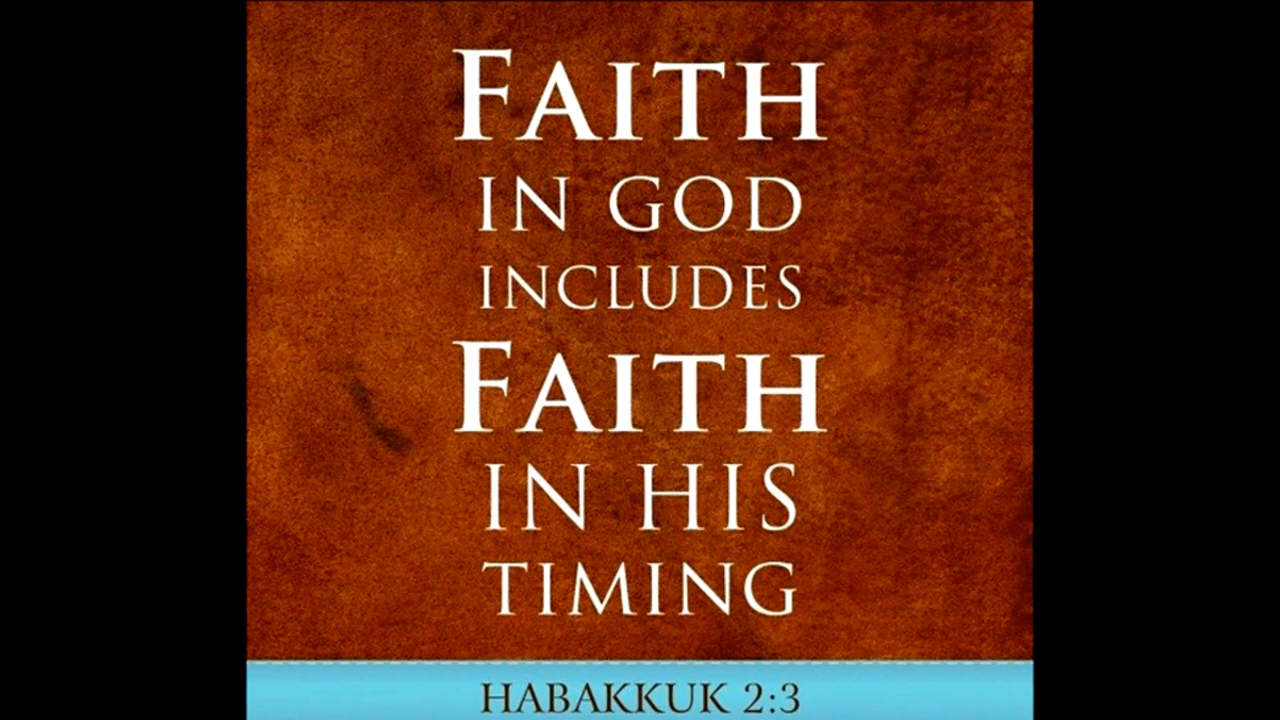 FAITH
IN GOD
INCLUDES
FAITH
IN HIS
TIMING
HABAKKUK 2:3